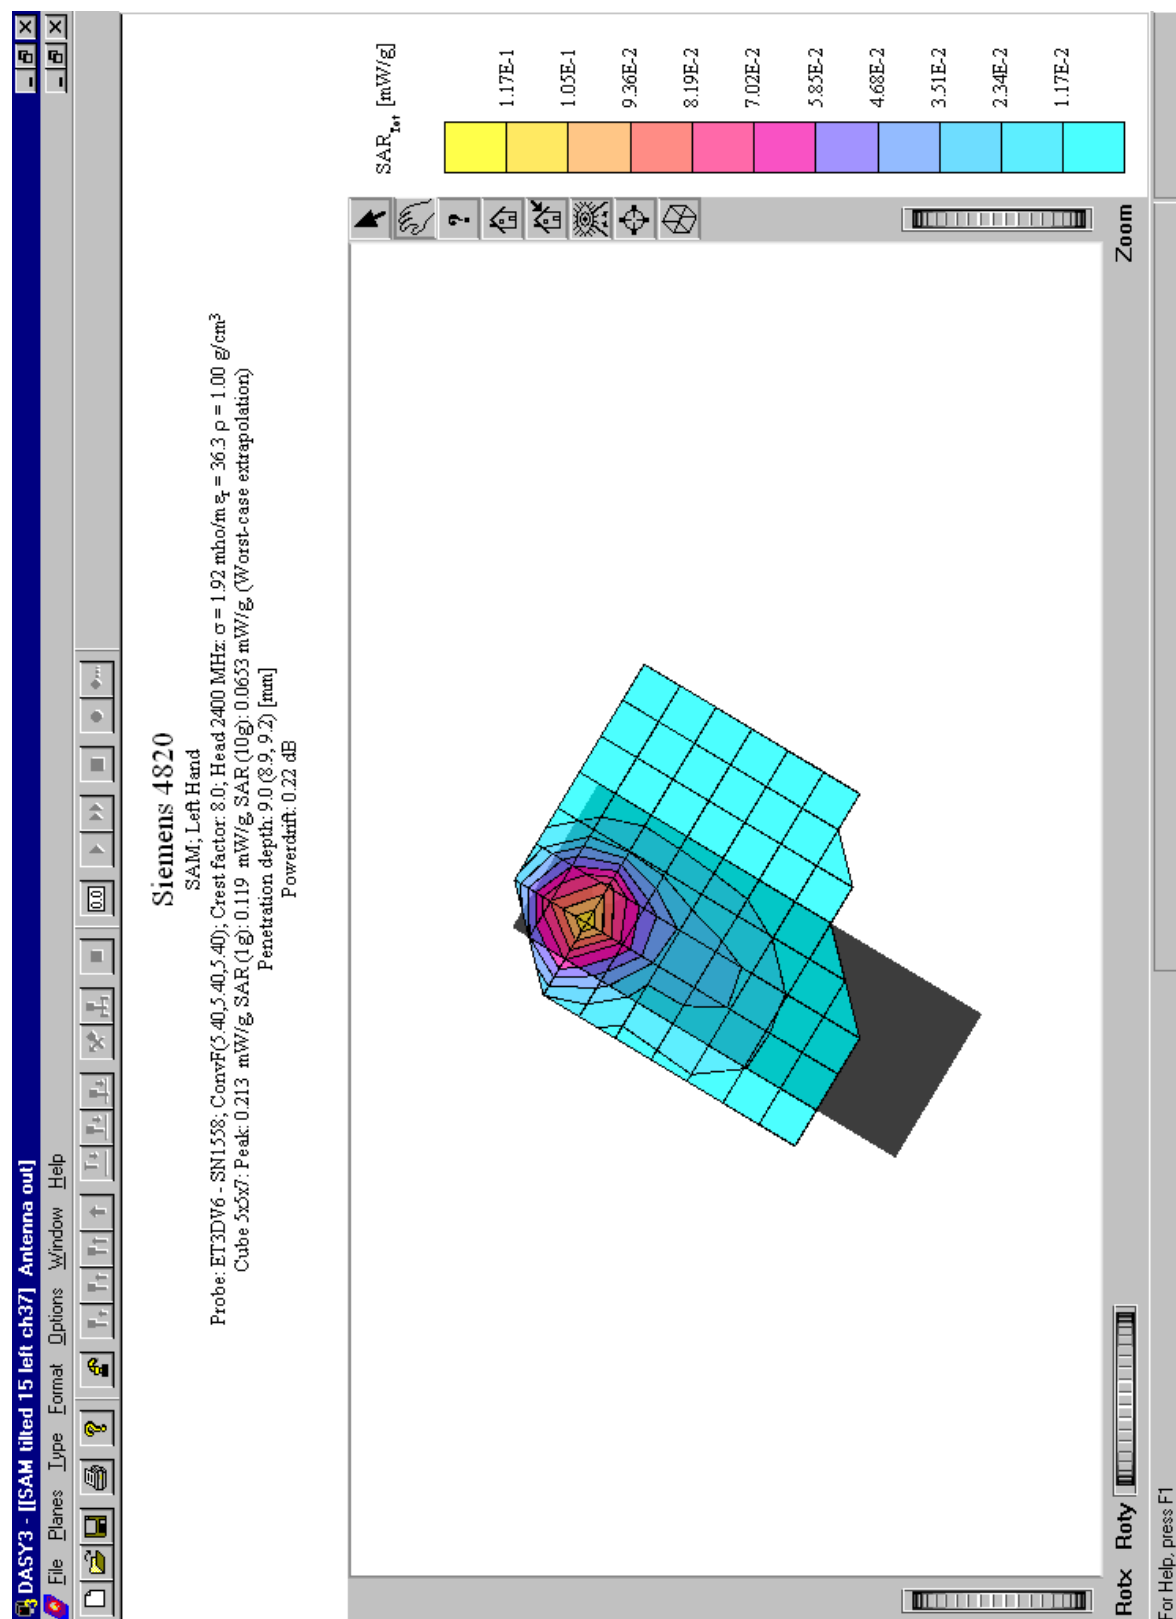 DASY3 - [[SAM tilted 15 left ch37] Antenna out]
File Planes Type Format Options Window Help
Siemens 4820
SAM; Left Hand
Probe: ET3DV6 - SN1558; ConvF(5.40,5.40,5.40); Crest factor: 8.0; Head 2400 MHz: σ = 1.92 mho/m εr = 36.3 ρ = 1.00 g/cm³
Cube 5x5x7: Peak: 0.213 mW/g, SAR (1g): 0.119 mW/g, SAR (10g): 0.0653 mW/g, (Worst-case extrapolation)
Penetration depth: 9.0 (8.9, 9.2) [mm]
Powerdrift: 0.22 dB
SARTot [mW/g]
1.17E-1
1.05E-1
9.36E-2
8.19E-2
7.02E-2
5.85E-2
4.68E-2
3.51E-2
2.34E-2
1.17E-2
Rotx Roty Zoom
For Help, press F1